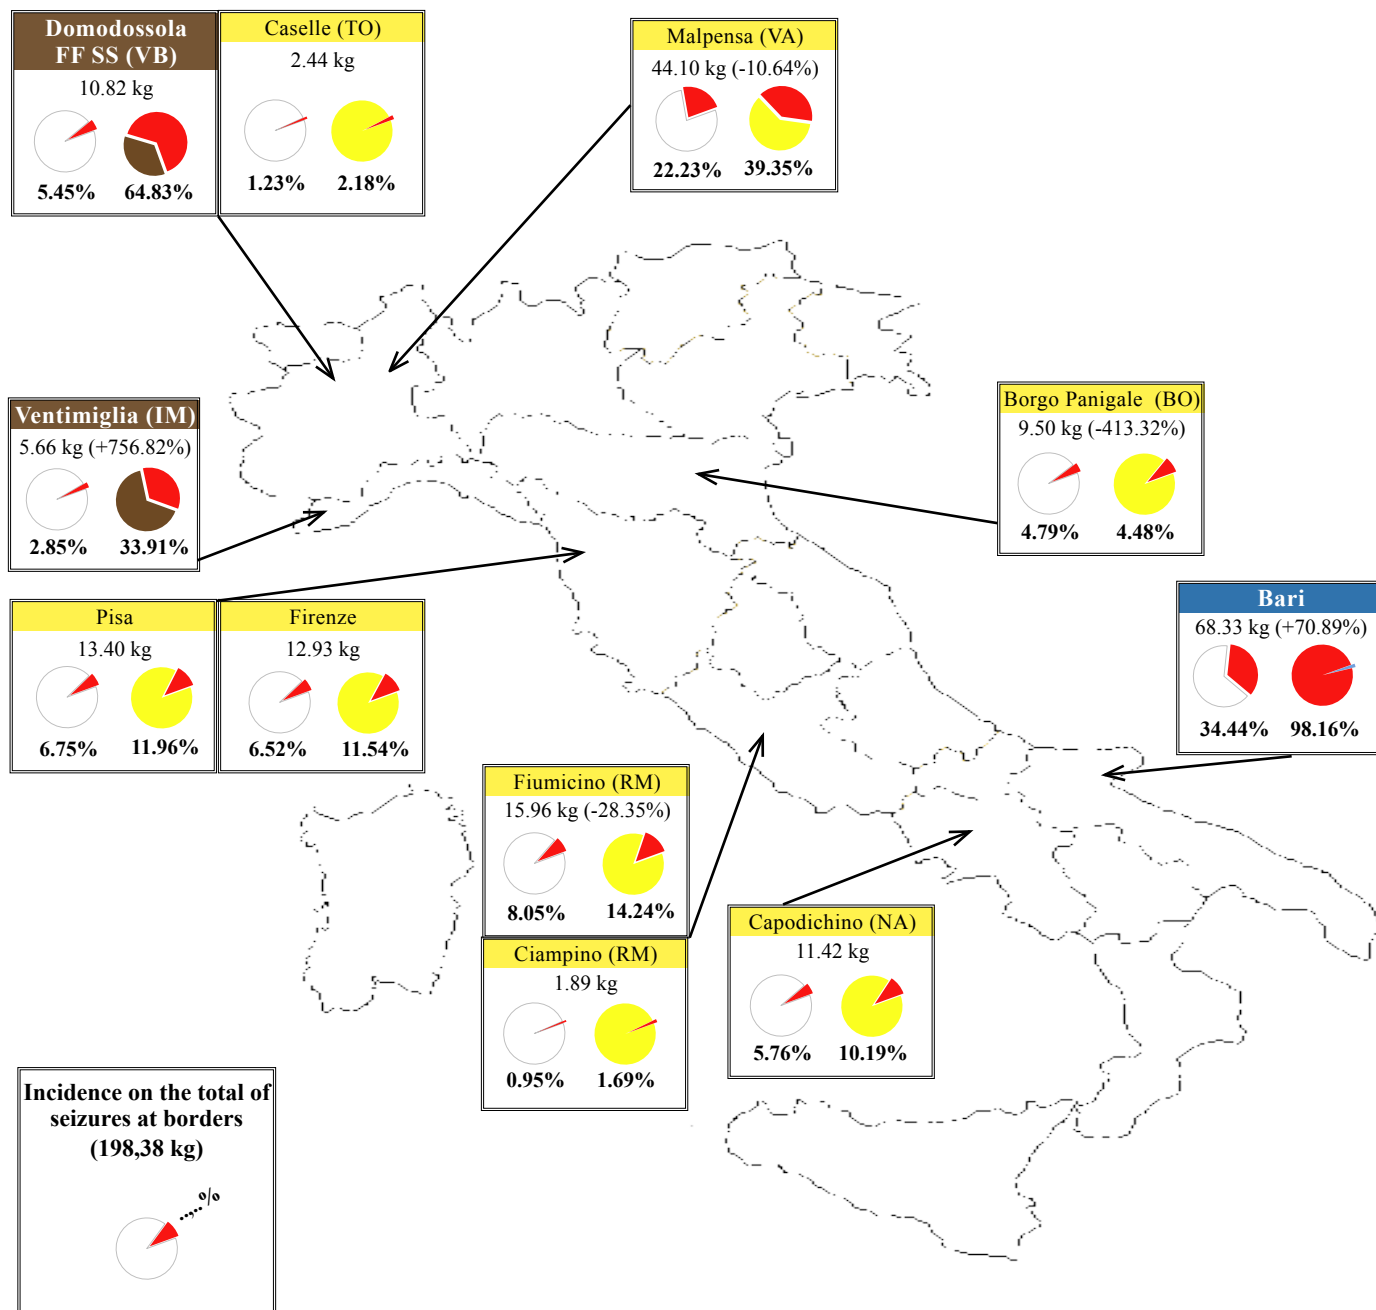 Domodossola
FF SS (VB)
10.82 kg
5.45%
64.83%
Caselle (TO)
2.44 kg
1.23%
2.18%
Malpensa (VA)
44.10 kg (-10.64%)
22.23%
39.35%
Ventimiglia (IM)
5.66 kg (+756.82%)
2.85%
33.91%
Borgo Panigale (BO)
9.50 kg (-413.32%)
4.79%
4.48%
Pisa
13.40 kg
6.75%
11.96%
Firenze
12.93 kg
6.52%
11.54%
Bari
68.33 kg (+70.89%)
34.44%
98.16%
Fiumicino (RM)
15.96 kg (-28.35%)
8.05%
14.24%
Ciampino (RM)
1.89 kg
0.95%
1.69%
Capodichino (NA)
11.42 kg
5.76%
10.19%
Incidence on the total of
seizures at borders
(198,38 kg)
..,..%